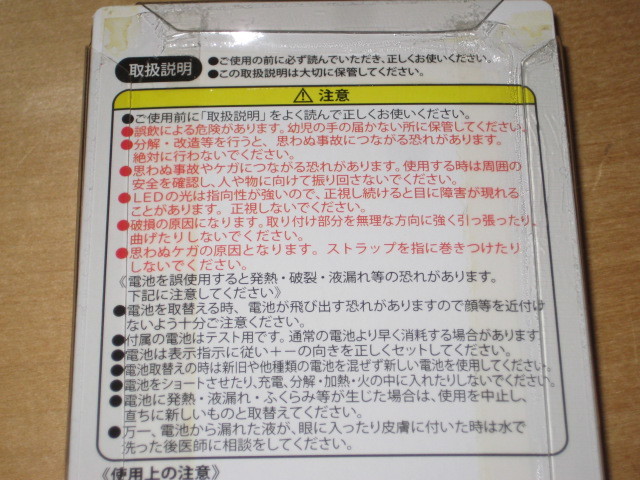 取扱説明
●ご使用の前に必ず読んでいただき、正しくお使いください。
●この取扱説明は大切に保管してください。
注意
●ご使用前に「取扱説明」をよく読んで正しくお使いください。
●誤飲による危険があります。幼児の手の届かない所に保管してください。
●分解・改造等を行うと、思わぬ事故につながる恐れがあります。
絶対に行わないでください。
●思わぬ事故やケガにつながる恐れがあります。使用する時は周囲の
安全を確認し、人や物に向けて振り回さないでください。
●LEDの光は指向性が強いので、正視し続けると目に障害が現れる
ことがあります。正視しないでください。
●破損の原因になります。取り付け部分を無理な方向に強く引っ張ったり、
曲げたりしないでください。
●思わぬケガの原因となります。ストラップを指に巻きつけたり
しないでください。
《電池を誤使用すると発熱・破裂・液漏れ等の恐れがあります。
下記に注意してください》
●電池を取替える時、電池が飛び出す恐れがありますので顔等を近付け
ないよう十分ご注意ください。
●付属の電池はテスト用です。通常の電池より早く消耗する場合があります。
●電池は表示指示に従い＋−の向きを正しくセットしてください。
●電池取替えの時は新旧や他種類の電池を混ぜず新しい電池を使用してください。
●電池をショートさせたり、充電、分解・加熱・火の中に入れたりしないでください。
●電池に発熱・液漏れ・ふくらみ等が生じた場合は、使用を中止し、
直ちに新しいものと取替えてください。
●万一、電池から漏れた液が、眼に入ったり皮膚に付いた時は水で
洗った後医師に相談をしてください。
《使用上の注意》